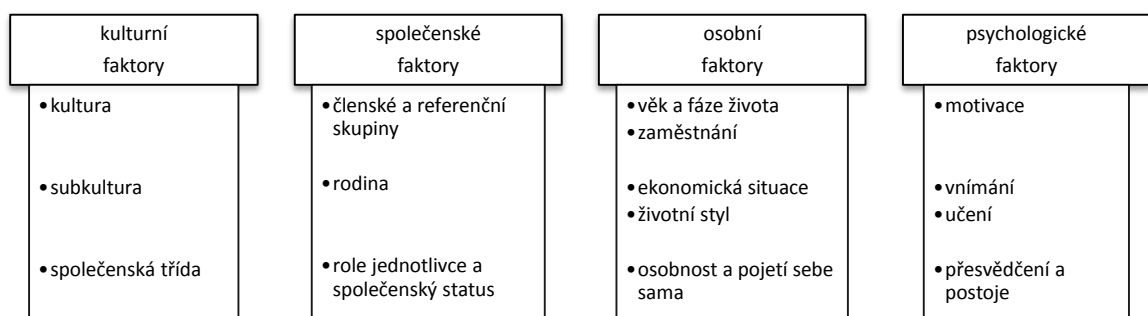 kulturní
faktory
•kultura
•subkultura
•společenská třída
společenské
faktory
•členské a referenční
skupiny
•rodina
•role jednotlivce a
společenský status
osobní
faktory
•věk a fáze života
•zaměstnání
•ekonomická situace
•životní styl
•osobnost a pojetí sebe
sama
psychologické
faktory
•motivace
•vnímání
•učení
•přesvědčení a
postoje